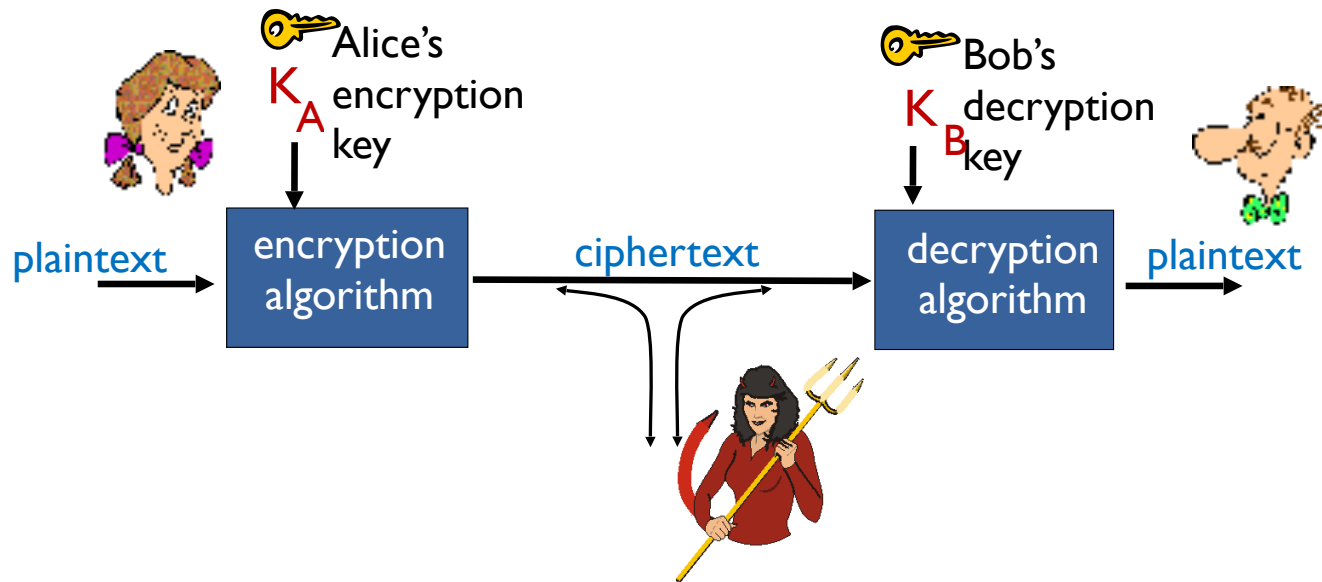 Alice's
K A encryption
key
Bob's
K B decryption
key
plaintext
encryption
algorithm
ciphertext
decryption
algorithm
plaintext